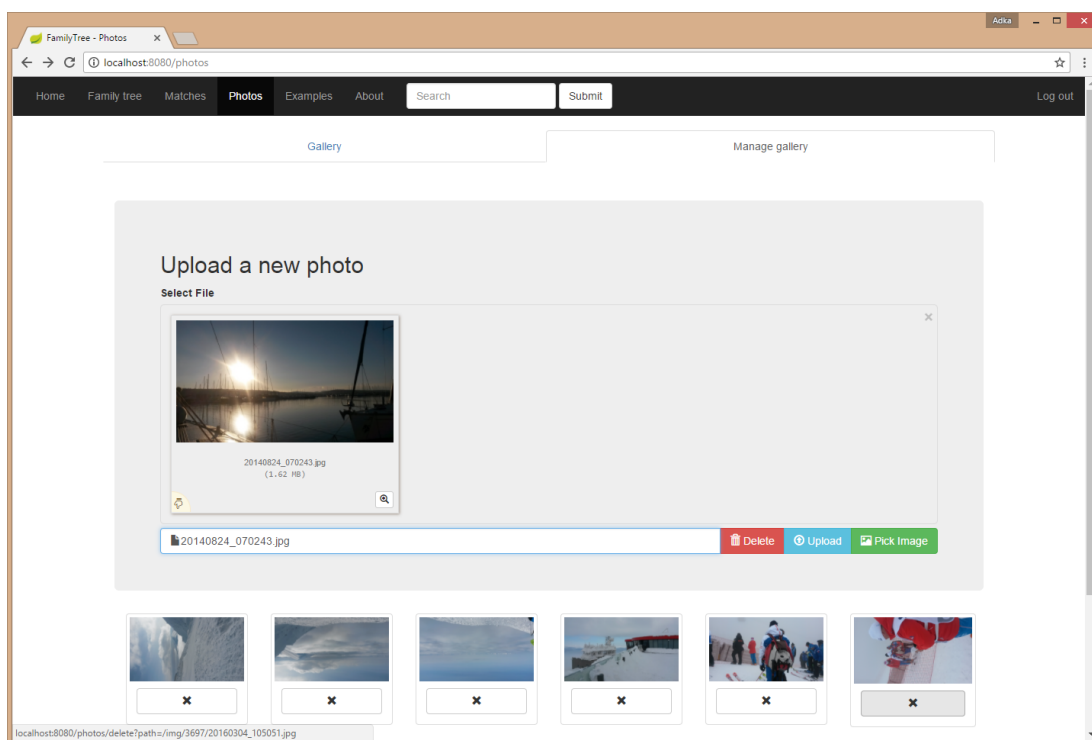 Adka
FamilyTree - Photos
localhost:8080/photos
Home Family tree Matches Photos Examples About Search Submit Log out
Gallery Manage gallery
Upload a new photo
Select File
20140824_070243.jpg
(1.62 MB)
20140824_070243.jpg Delete Upload Pick Image
localhost:8080/photos/delete?path=/img/3697/20160304_105051.jpg